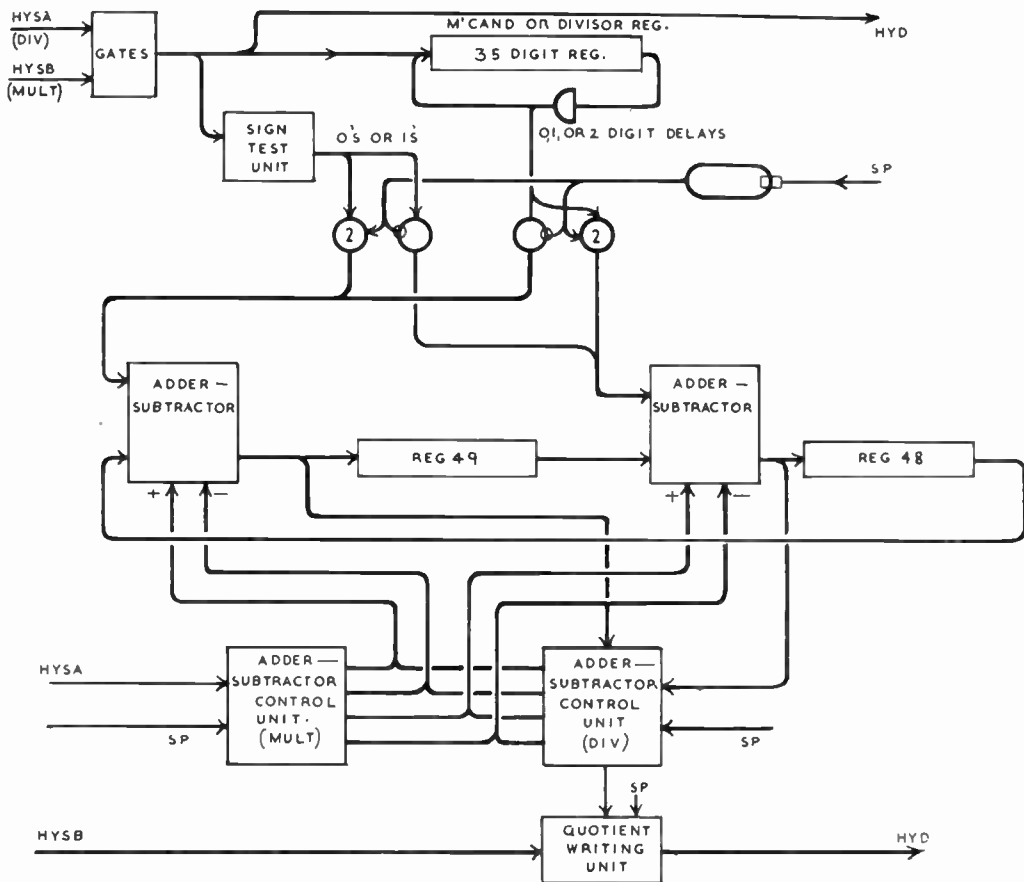 HYSA
(DIV)
HYSB
(MULT)
GATES
M'CAND OR DIVISOR REG.
HYD
35 DIGIT REG.
0,1, OR 2 DIGIT DELAYS
SIGN
TEST
UNIT
0's OR 1s'
SP
2
2
ADDER —
SUBTRACTOR
+
−
REG 49
ADDER —
SUBTRACTOR
+
−
REG 48
HYSA
SP
ADDER —
SUBTRACTOR
CONTROL
UNIT.
(MULT)
ADDER —
SUBTRACTOR
CONTROL
UNIT
(DIV)
SP
SP
HYSB
QUOTIENT
WRITING
UNIT
HYD